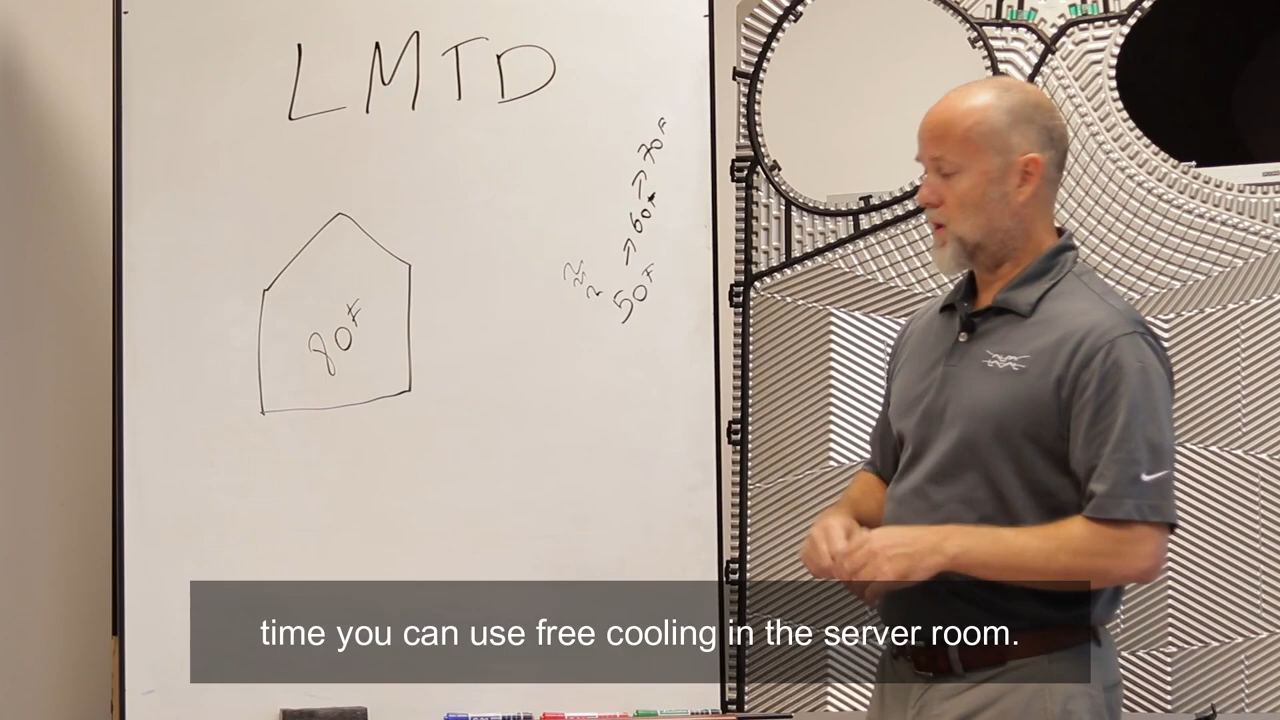 LMTD
50F → 60F → 70F
80F
time you can use free cooling in the server room.